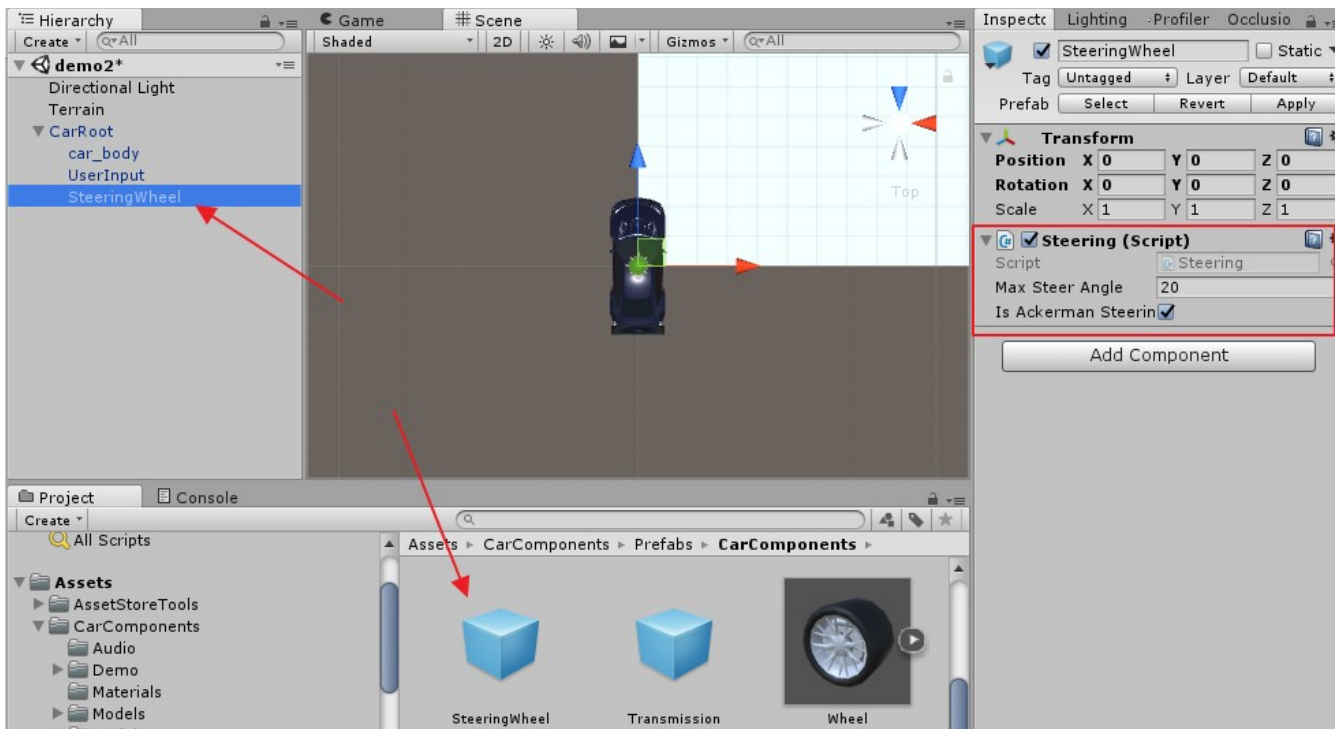 Hierarchy
Create
All
demo2*
Directional Light
Terrain
CarRoot
car_body
UserInput
SteeringWheel
Game
Scene
Shaded
2D
Gizmos
All
Top
Inspecto
Lighting
Profiler
Occlusio
SteeringWheel
Static
Tag Untagged Layer Default
Prefab Select Revert Apply
Transform
Position X 0 Y 0 Z 0
Rotation X 0 Y 0 Z 0
Scale X 1 Y 1 Z 1
Steering (Script)
Script Steering
Max Steer Angle 20
Is Ackerman Steerin
Add Component
Project
Console
Create
All Scripts
Assets
AssetStoreTools
CarComponents
Audio
Demo
Materials
Models
Assets CarComponents Prefabs CarComponents
SteeringWheel
Transmission
Wheel